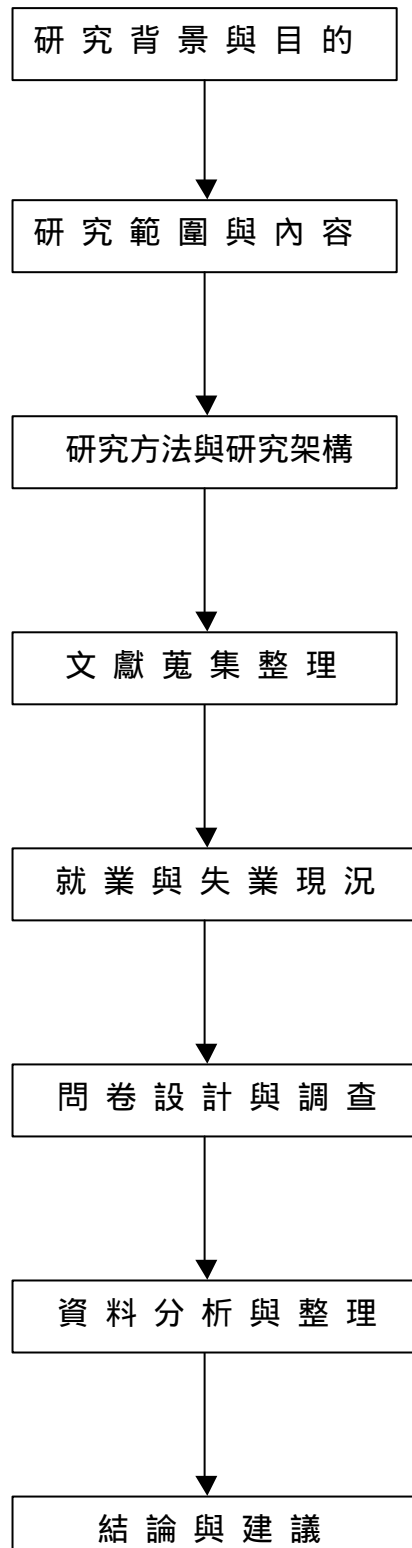 研究背景與目的
研究範圍與內容
研究方法與研究架構
文獻蒐集整理
就業與失業現況
問卷設計與調查
資料分析與整理
結論與建議